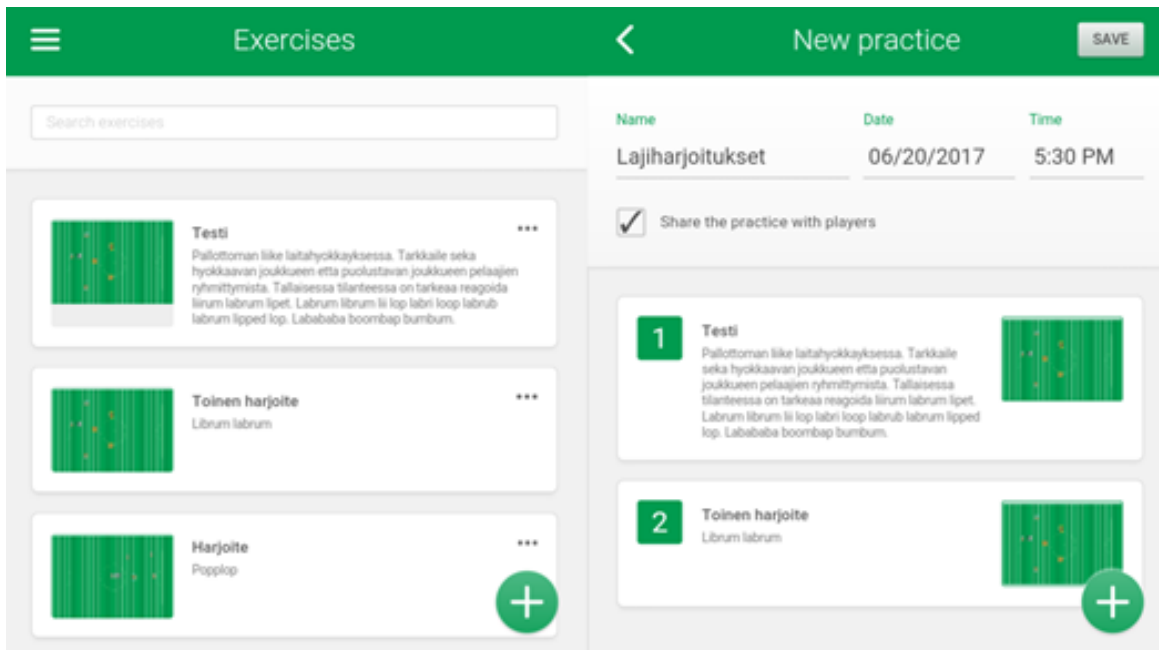 Exercises
Search exercises
Testi
Pallottoman liike laitahyokkayksessa. Tarkkaile seka
hyokkaavan joukkueen etta puolustavan joukkueen pelaajien
ryhmittymista. Tallaisessa tilanteessa on tarkeaa reagoida
liirum labrum lipet. Labrum librum lii lop labri loop labrub
labrum lipped lop. Labababa boombap bumbum.
Toinen harjoite
Librum labrum
Harjoite
Popplop
New practice
SAVE
Name
Date
Time
Lajiharjoitukset
06/20/2017
5:30 PM
Share the practice with players
1
Testi
Pallottoman liike laitahyokkayksessa. Tarkkaile
seka hyokkaavan joukkueen etta puolustavan
joukkueen pelaajien ryhmittymista. Tallaisessa
tilanteessa on tarkeaa reagoida liirum labrum lipet.
Labrum librum lii lop labri loop labrub labrum lipped
lop. Labababa boombap bumbum.
2
Toinen harjoite
Librum labrum